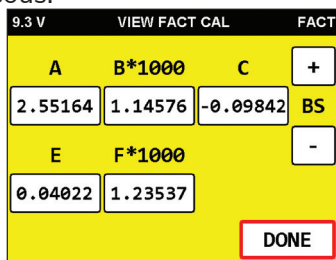 9.3 V VIEW FACT CAL FACT
A B*1000 C +
2.55164 1.14576 -0.09842 BS
E F*1000 -
0.04022 1.23537
DONE